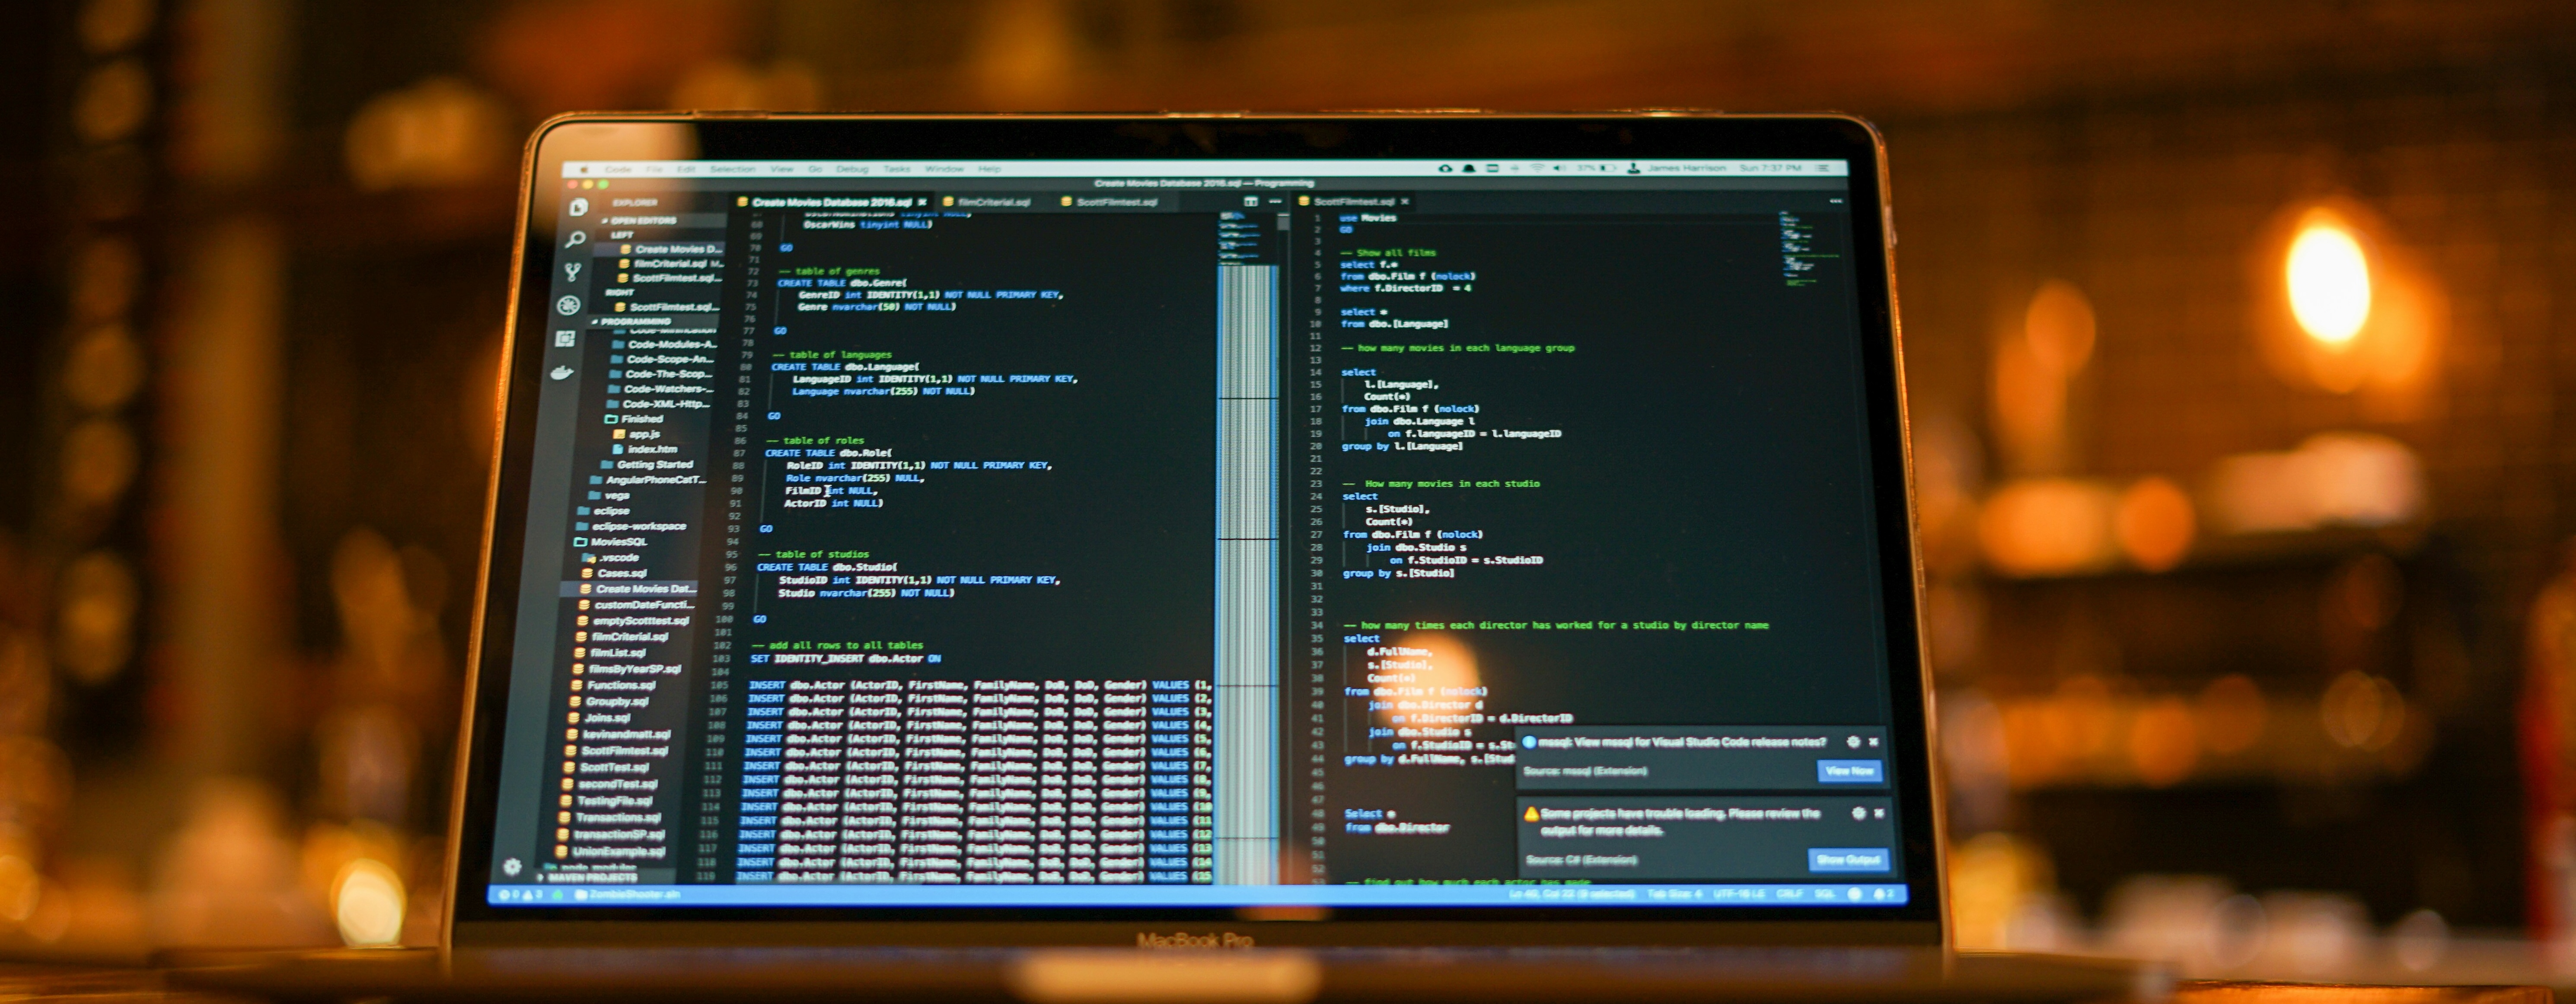 Code File Edit Selection View Go Debug Tasks Window Help
37% James Harrison Sun 7:37 PM
Create Movies Database 2016.sql — Programming
EXPLORER
OPEN EDITORS
LEFT
Create Movies D...
filmCriterial.sql M...
ScottFilmtest.sql...
RIGHT
ScottFilmtest.sql...
PROGRAMMING
Code-Minification
Code-Modules-A...
Code-Scope-An...
Code-The-Scop...
Code-Watchers-...
Code-XML-Http...
Finished
app.js
index.htm
Getting Started
AngularPhoneCatT...
vega
eclipse
eclipse-workspace
MoviesSQL
.vscode
Cases.sql
Create Movies Dat...
customDateFuncti...
emptyScotttest.sql
filmCriterial.sql
filmList.sql
filmsByYearSP.sql
Functions.sql
Groupby.sql
Joins.sql
kevinandmatt.sql
ScottFilmtest.sql
ScottTest.sql
secondTest.sql
TestingFile.sql
Transactions.sql
transactionSP.sql
UnionExample.sql
node_modules
MAVEN PROJECTS
Create Movies Database 2016.sql filmCriterial.sql ScottFilmtest.sql
67 OscarNominations tinyint NULL,
68 OscarWins tinyint NULL)
69
70 GO
71
72 -- table of genres
73 CREATE TABLE dbo.Genre(
74 GenreID int IDENTITY(1,1) NOT NULL PRIMARY KEY,
75 Genre nvarchar(50) NOT NULL)
76
77 GO
78
79 -- table of languages
80 CREATE TABLE dbo.Language(
81 LanguageID int IDENTITY(1,1) NOT NULL PRIMARY KEY,
82 Language nvarchar(255) NOT NULL)
83
84 GO
85
86 -- table of roles
87 CREATE TABLE dbo.Role(
88 RoleID int IDENTITY(1,1) NOT NULL PRIMARY KEY,
89 Role nvarchar(255) NULL,
90 FilmID int NULL,
91 ActorID int NULL)
92
93 GO
94
95 -- table of studios
96 CREATE TABLE dbo.Studio(
97 StudioID int IDENTITY(1,1) NOT NULL PRIMARY KEY,
98 Studio nvarchar(255) NOT NULL)
99
100 GO
101
102 -- add all rows to all tables
103 SET IDENTITY_INSERT dbo.Actor ON
104
105 INSERT dbo.Actor (ActorID, FirstName, FamilyName, DoB, DoD, Gender) VALUES (1,
106 INSERT dbo.Actor (ActorID, FirstName, FamilyName, DoB, DoD, Gender) VALUES (2,
107 INSERT dbo.Actor (ActorID, FirstName, FamilyName, DoB, DoD, Gender) VALUES (3,
108 INSERT dbo.Actor (ActorID, FirstName, FamilyName, DoB, DoD, Gender) VALUES (4,
109 INSERT dbo.Actor (ActorID, FirstName, FamilyName, DoB, DoD, Gender) VALUES (5,
110 INSERT dbo.Actor (ActorID, FirstName, FamilyName, DoB, DoD, Gender) VALUES (6,
111 INSERT dbo.Actor (ActorID, FirstName, FamilyName, DoB, DoD, Gender) VALUES (7,
112 INSERT dbo.Actor (ActorID, FirstName, FamilyName, DoB, DoD, Gender) VALUES (8,
113 INSERT dbo.Actor (ActorID, FirstName, FamilyName, DoB, DoD, Gender) VALUES (9,
114 INSERT dbo.Actor (ActorID, FirstName, FamilyName, DoB, DoD, Gender) VALUES (10
115 INSERT dbo.Actor (ActorID, FirstName, FamilyName, DoB, DoD, Gender) VALUES (11
116 INSERT dbo.Actor (ActorID, FirstName, FamilyName, DoB, DoD, Gender) VALUES (12
117 INSERT dbo.Actor (ActorID, FirstName, FamilyName, DoB, DoD, Gender) VALUES (13
118 INSERT dbo.Actor (ActorID, FirstName, FamilyName, DoB, DoD, Gender) VALUES (14
119 INSERT dbo.Actor (ActorID, FirstName, FamilyName, DoB, DoD, Gender) VALUES (15
ScottFilmtest.sql
1 use Movies
2 GO
3
4 -- Show all films
5 select f.*
6 from dbo.Film f (nolock)
7 where f.DirectorID = 4
8
9 select *
10 from dbo.[Language]
11
12 -- how many movies in each language group
13
14 select
15 l.[Language],
16 Count(*)
17 from dbo.Film f (nolock)
18 join dbo.Language l
19 on f.languageID = l.languageID
20 group by l.[Language]
21
22
23 -- How many movies in each studio
24 select
25 s.[Studio],
26 Count(*)
27 from dbo.Film f (nolock)
28 join dbo.Studio s
29 on f.StudioID = s.StudioID
30 group by s.[Studio]
31
32
33
34 -- how many times each director has worked for a studio by director name
35 select
36 d.FullName,
37 s.[Studio],
38 Count(*)
39 from dbo.Film f (nolock)
40 join dbo.Director d
41 on f.DirectorID = d.DirectorID
42 join dbo.Studio s
43 on f.StudioID = s.St
44 group by d.FullName, s.[Stud
45
46
47
48 Select *
49 from dbo.Director
50
51
52
53 -- find out how much each actor has made
mssql: View mssql for Visual Studio Code release notes?
Source: mssql (Extension)
View Now
Some projects have trouble loading. Please review the
output for more details.
Source: C# (Extension)
Show Output
0 3 ZombieShooter.sln
Ln 40, Col 22 (9 selected) Tab Size: 4 UTF-16 LE CRLF SQL 2
MacBook Pro